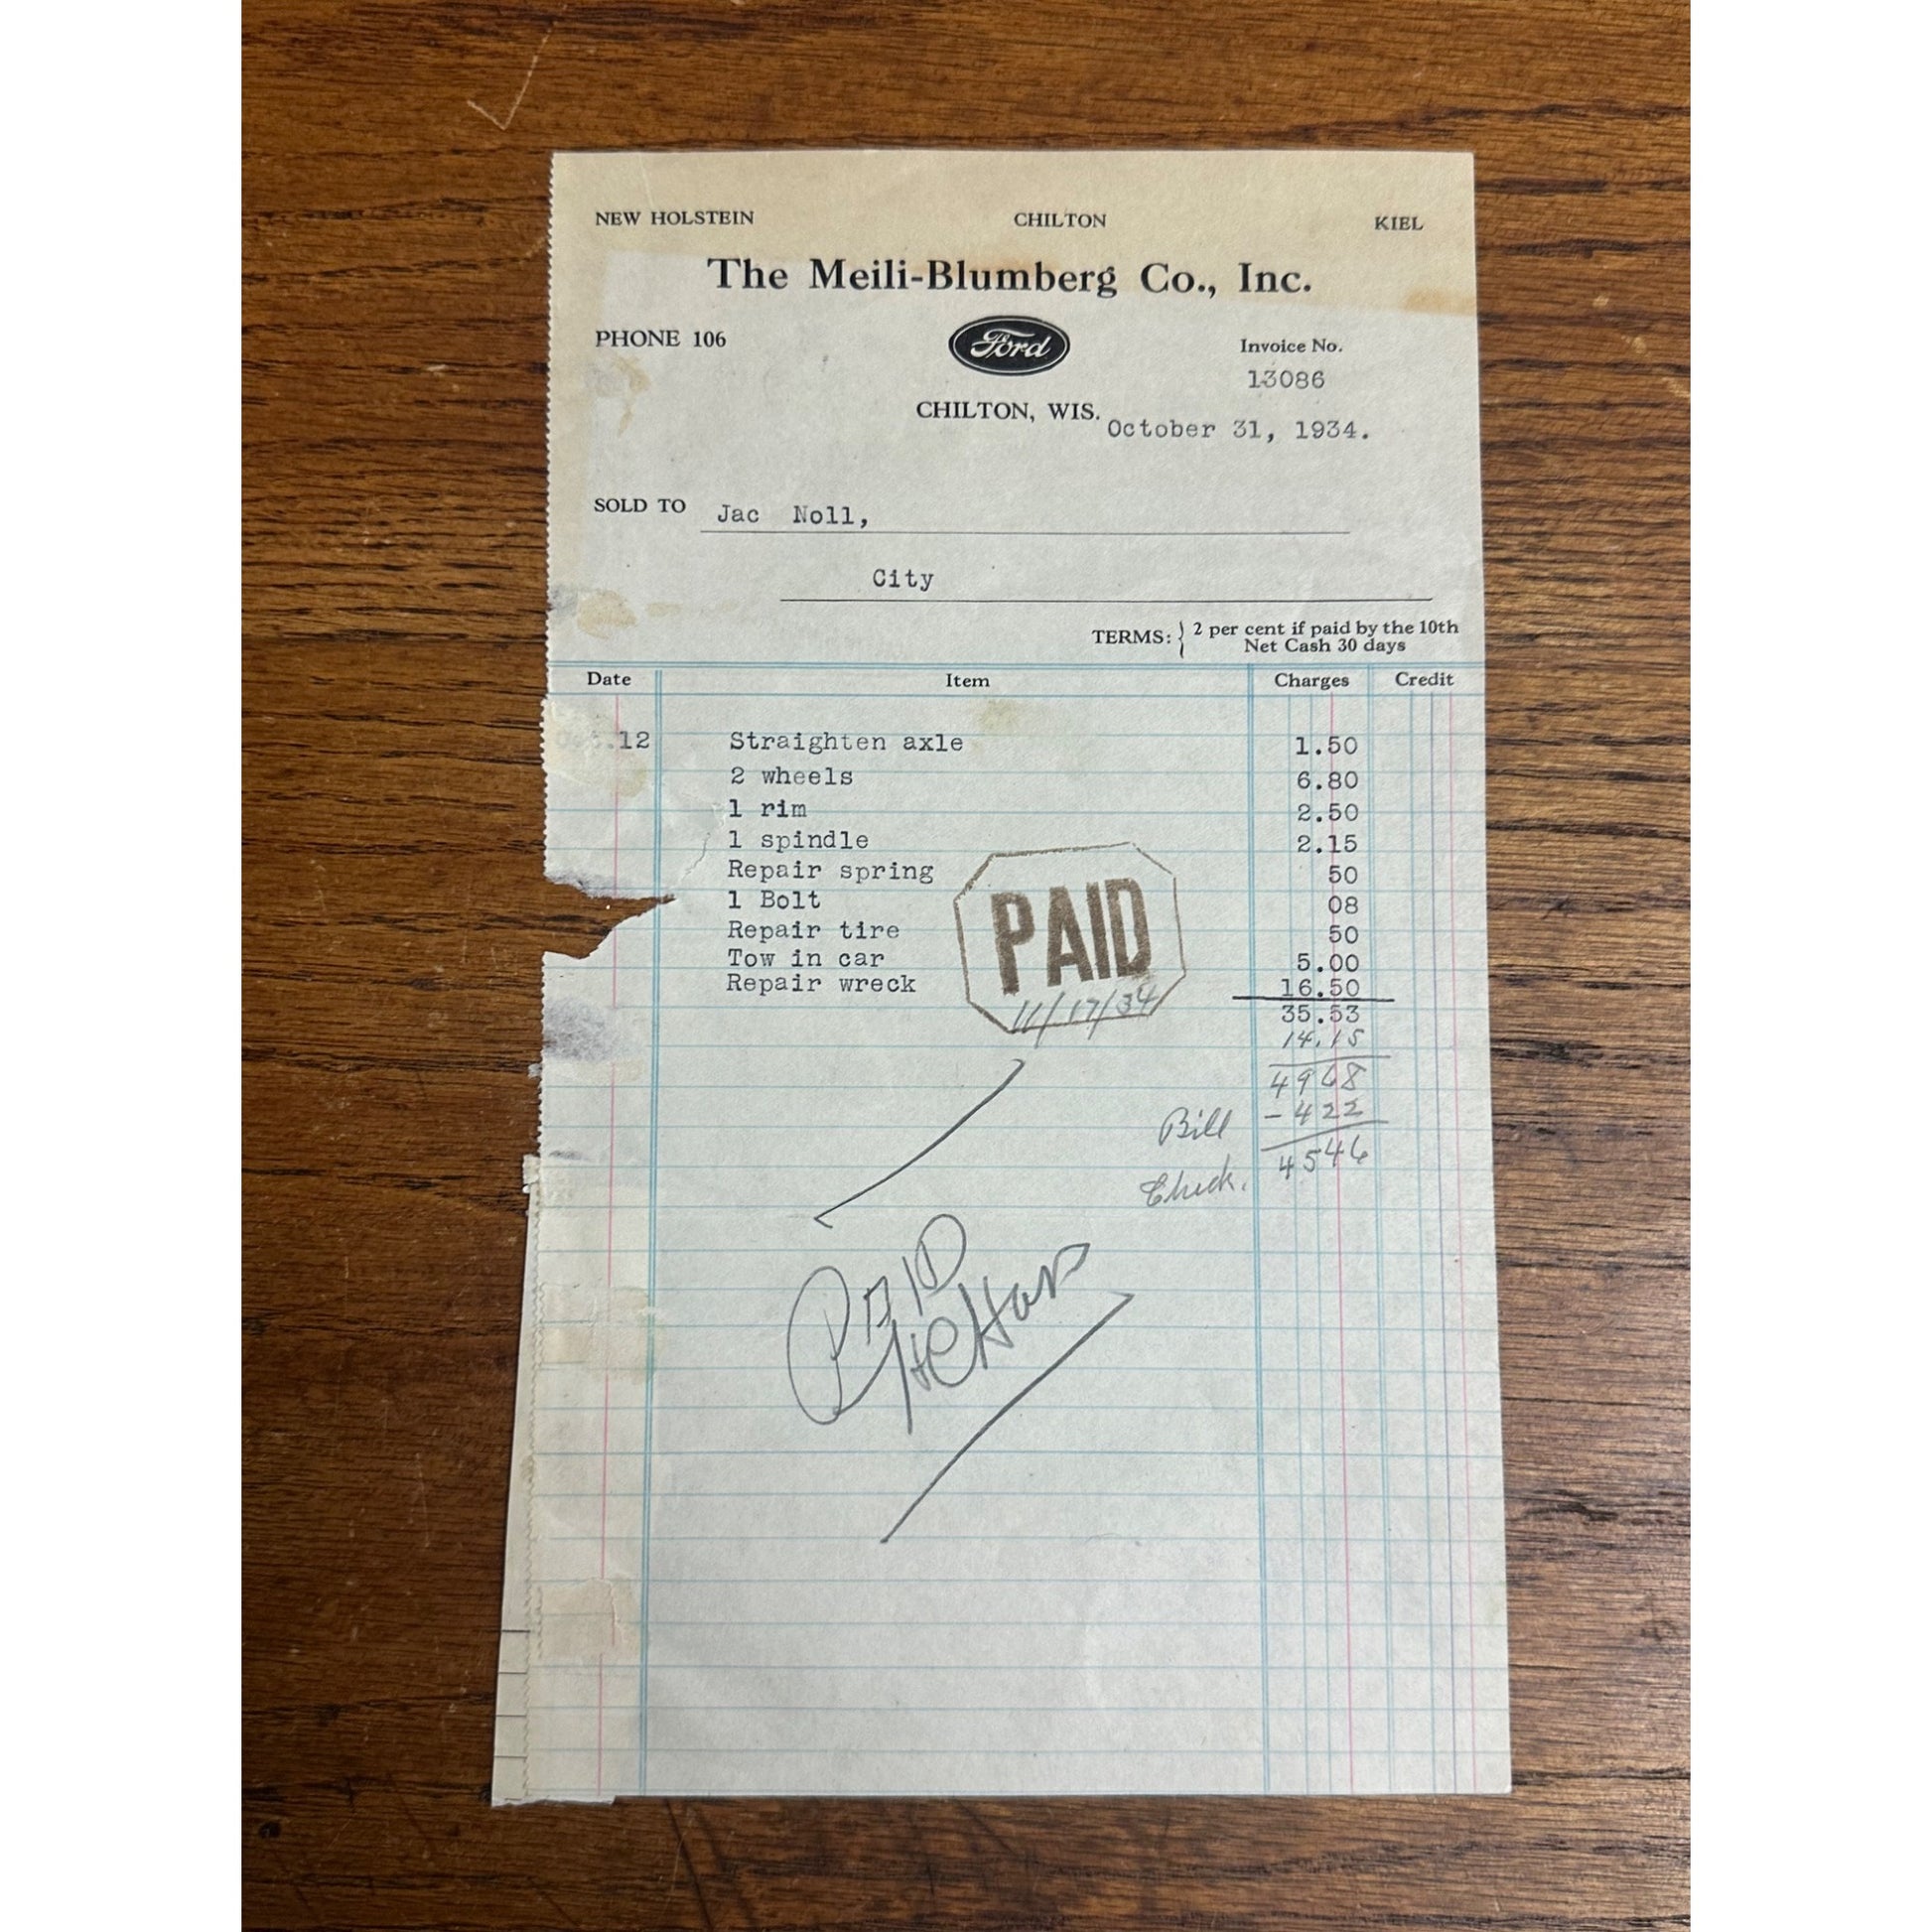 NEW HOLSTEIN CHILTON KIEL
The Meili-Blumberg Co., Inc.
PHONE 106
Ford
Invoice No.
13086
CHILTON, WIS. October 31, 1934.
SOLD TO Jac Noll,
City
TERMS: } 2 per cent if paid by the 10th
Net Cash 30 days
Date Item Charges Credit
.12 Straighten axle 1.50
2 wheels 6.80
1 rim 2.50
1 spindle 2.15
Repair spring 50
1 Bolt 08
Repair tire 50
Tow in car 5.00
Repair wreck 16.50
PAID
11/17/34
35.53
14.15
4968
Bill - 422
Check. 4546
PAID